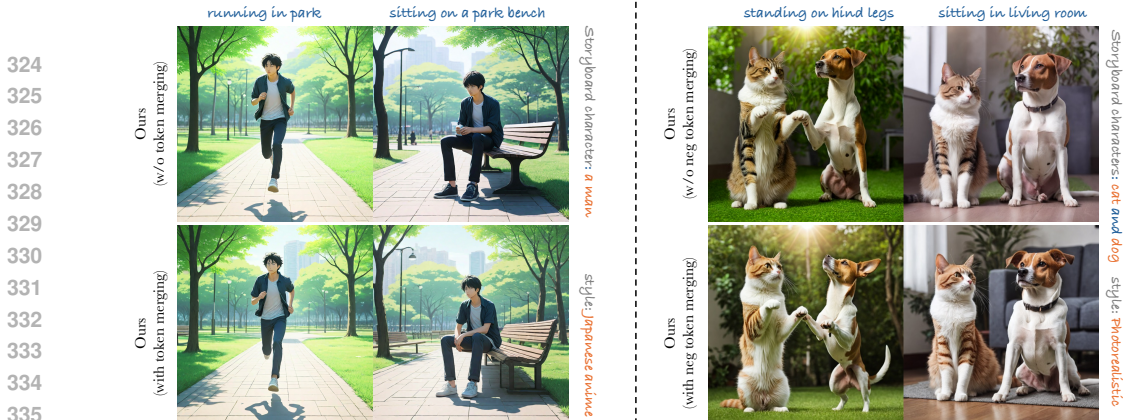 running in park
sitting on a park bench
standing on hind legs
sitting in living room
324
325
326
327
328
329
330
331
332
333
334
335
Ours
(w/o token merging)
Ours
(with token merging)
Storyboard character: a man
style: Japanese anime
Ours
(w/o neg token merging)
Ours
(with neg token merging)
Storyboard characters: cat and dog
style: Photorealistic